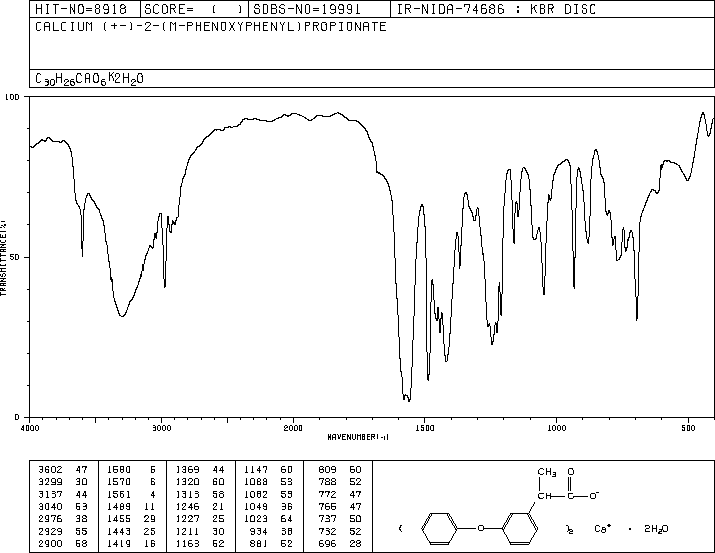 HIT-NO=8918 SCORE= ( ) SDBS-NO=19991 IR-NIDA-74686 : KBR DISC
CALCIUM (+-)-2-(M-PHENOXYPHENYL)PROPIONATE
C30H26CAO6K2H2O
100
50
0
TRANSMITTANCE(%)
4000 3000 2000 1500 1000 500
WAVENUMBER(-1)
3602 47 1580 6 1369 44 1147 60 809 60
3299 30 1570 6 1320 60 1088 53 788 52
3137 44 1561 4 1313 58 1082 53 772 47
3040 63 1489 11 1246 21 1049 36 766 47
2976 38 1455 29 1227 25 1023 64 737 50
2929 55 1443 25 1211 30 934 38 732 52
2900 68 1419 16 1163 52 881 52 696 28
CH3 O
CH—C—O-
( O )2 Ca+ · 2H2O